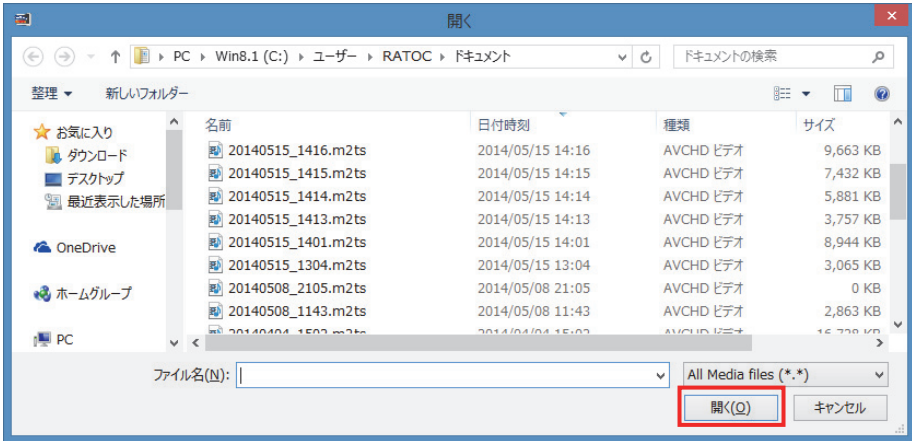 開く
PC ▸ Win8.1 (C:) ▸ ユーザー ▸ RATOC ▸ ドキュメント
ドキュメントの検索
整理 新しいフォルダー
名前 日付時刻 種類 サイズ
お気に入り
ダウンロード
デスクトップ
最近表示した場所
OneDrive
ホームグループ
PC
20140515_1416.m2ts 2014/05/15 14:16 AVCHD ビデオ 9,663 KB
20140515_1415.m2ts 2014/05/15 14:15 AVCHD ビデオ 7,432 KB
20140515_1414.m2ts 2014/05/15 14:14 AVCHD ビデオ 5,881 KB
20140515_1413.m2ts 2014/05/15 14:13 AVCHD ビデオ 3,757 KB
20140515_1401.m2ts 2014/05/15 14:01 AVCHD ビデオ 8,944 KB
20140515_1304.m2ts 2014/05/15 13:04 AVCHD ビデオ 3,065 KB
20140508_2105.m2ts 2014/05/08 21:05 AVCHD ビデオ 0 KB
20140508_1143.m2ts 2014/05/08 11:43 AVCHD ビデオ 2,863 KB
ファイル名(N): All Media files (*.*)
開く(O) キャンセル